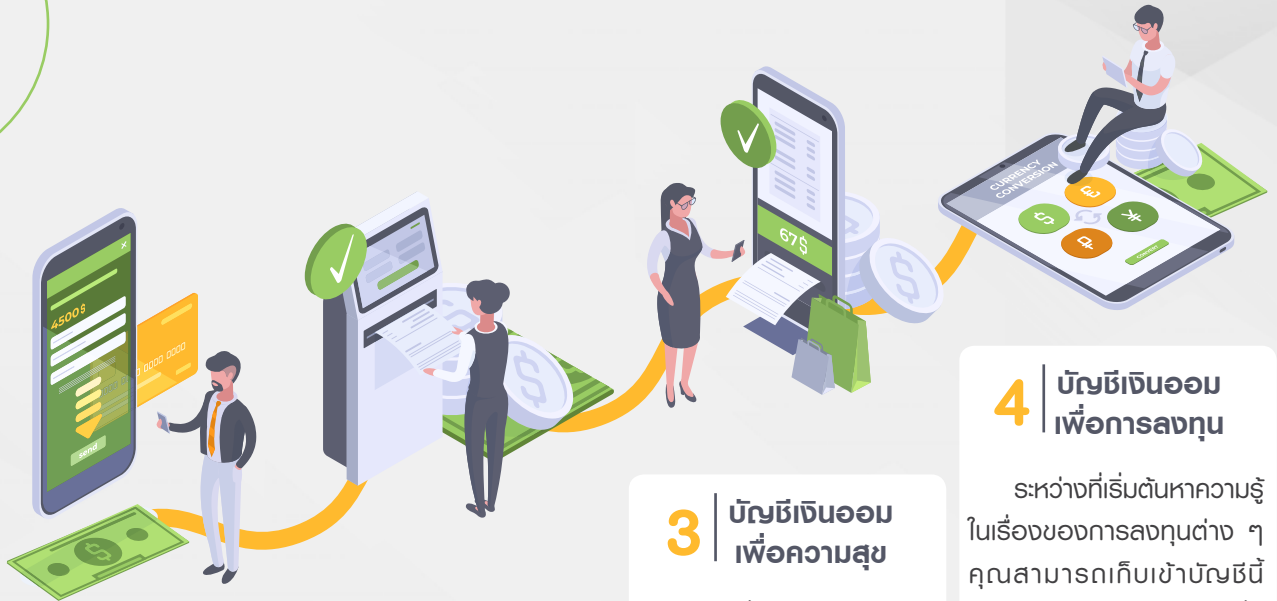 4500$
send
0000 0000
67$
CURRENCY
CONVERSION
CONVERT
3
บัญชีเงินออม
เพื่อความสุข
4
บัญชีเงินออม
เพื่อการลงทุน
ระหว่างที่เริ่มต้นหาความรู้
ในเรื่องของการลงทุนต่าง ๆ
คุณสามารถเก็บเข้าบัญชีนี้